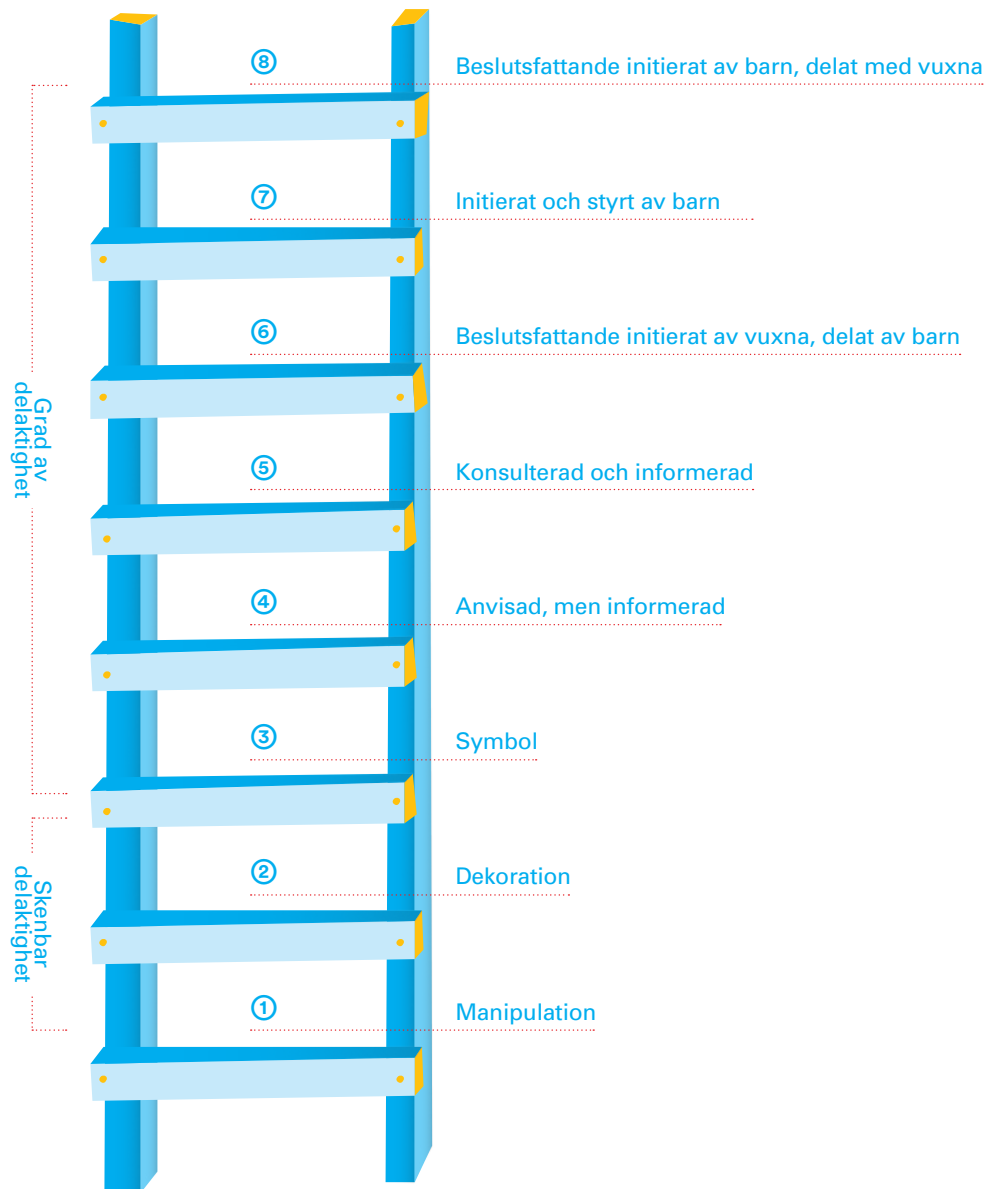 ⑧ Beslutsfattande initierat av barn, delat med vuxna
⑦ Initierat och styrt av barn
⑥ Beslutsfattande initierat av vuxna, delat av barn
Grad av
delaktighet
⑤ Konsulterad och informerad
④ Anvisad, men informerad
③ Symbol
② Dekoration
Skenbar
delaktighet
① Manipulation